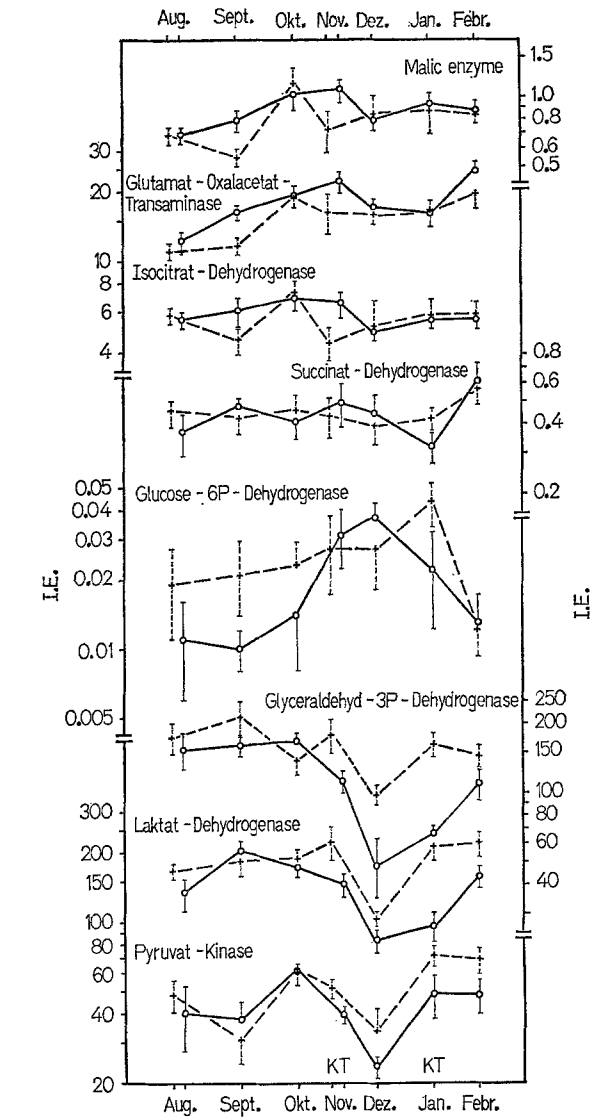 Aug. Sept. Okt. Nov. Dez. Jan. Febr.
1.5
Malic enzyme
1.0
0.8
0.6
0.5
30
20
Glutamat-Oxalacetat-
Transaminase
10
Isocitrat-Dehydrogenase
8
6
4
0.8
Succinat-Dehydrogenase
0.6
0.4
0.2
0.05
Glucose-6P-Dehydrogenase
0.04
0.03
0.02
I.E.
I.E.
0.01
0.005
Glyceraldehyd-3P-Dehydrogenase
250
200
150
100
80
300
Laktat-Dehydrogenase
60
200
150
40
100
80
Pyruvat-Kinase
60
40
KT KT
20
Aug. Sept. Okt. Nov. Dez. Jan. Febr.